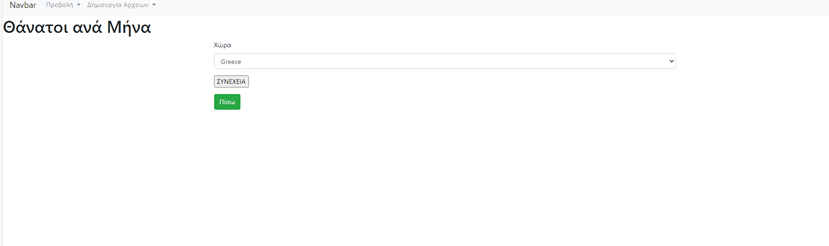 Navbar Προβολή Δημιουργία Αρχείων
Θάνατοι ανά Μήνα
Χώρα
Greece
ΣΥΝΕΧΕΙΑ
Πίσω